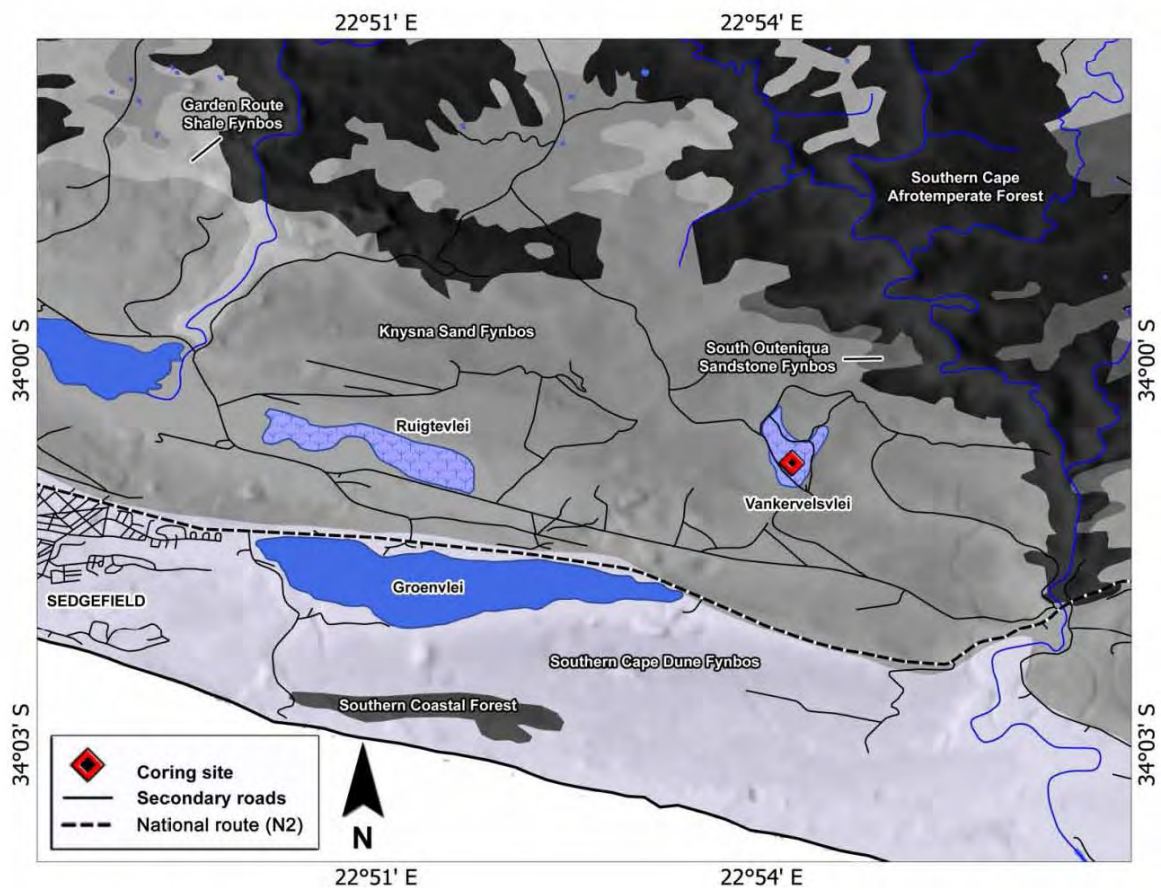 22°51' E
22°54' E
Garden Route
Shale Fynbos
Southern Cape
Afrotemperate Forest
34°00' S
34°00' S
Knysna Sand Fynbos
South Outeniqua
Sandstone Fynbos
Ruigtevlei
Vankervelsvlei
Groenvlei
SEDGEFIELD
Southern Cape Dune Fynbos
Southern Coastal Forest
34°03' S
34°03' S
Coring site
Secondary roads
National route (N2)
N
22°51' E
22°54' E